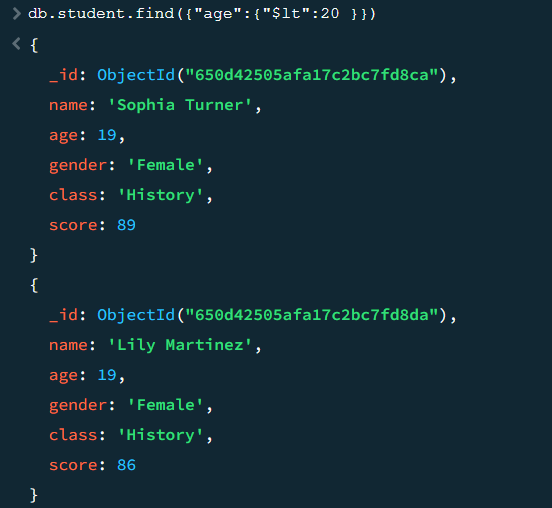 > db.student.find({"age":{"$lt":20 }})
< {
_id: ObjectId("650d42505afa17c2bc7fd8ca"),
name: 'Sophia Turner',
age: 19,
gender: 'Female',
class: 'History',
score: 89
}
{
_id: ObjectId("650d42505afa17c2bc7fd8da"),
name: 'Lily Martinez',
age: 19,
gender: 'Female',
class: 'History',
score: 86
}